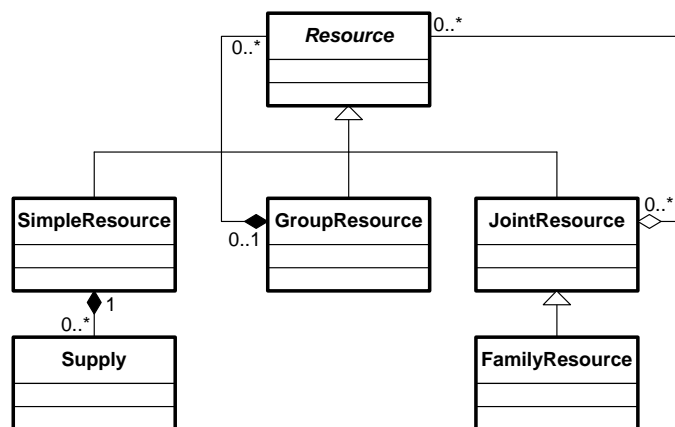 0..*
Resource
0..*
SimpleResource
GroupResource
JointResource
0..*
0..1
1
0..*
Supply
FamilyResource